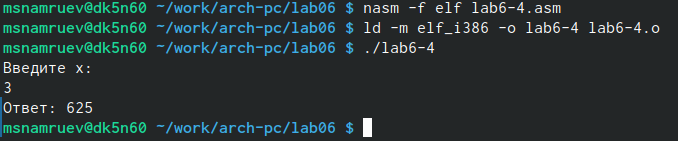 msnamruev@dk5n60 ~/work/arch-pc/lab06 $ nasm -f elf lab6-4.asm
msnamruev@dk5n60 ~/work/arch-pc/lab06 $ ld -m elf_i386 -o lab6-4 lab6-4.o
msnamruev@dk5n60 ~/work/arch-pc/lab06 $ ./lab6-4
Введите x:
3
Ответ: 625
msnamruev@dk5n60 ~/work/arch-pc/lab06 $